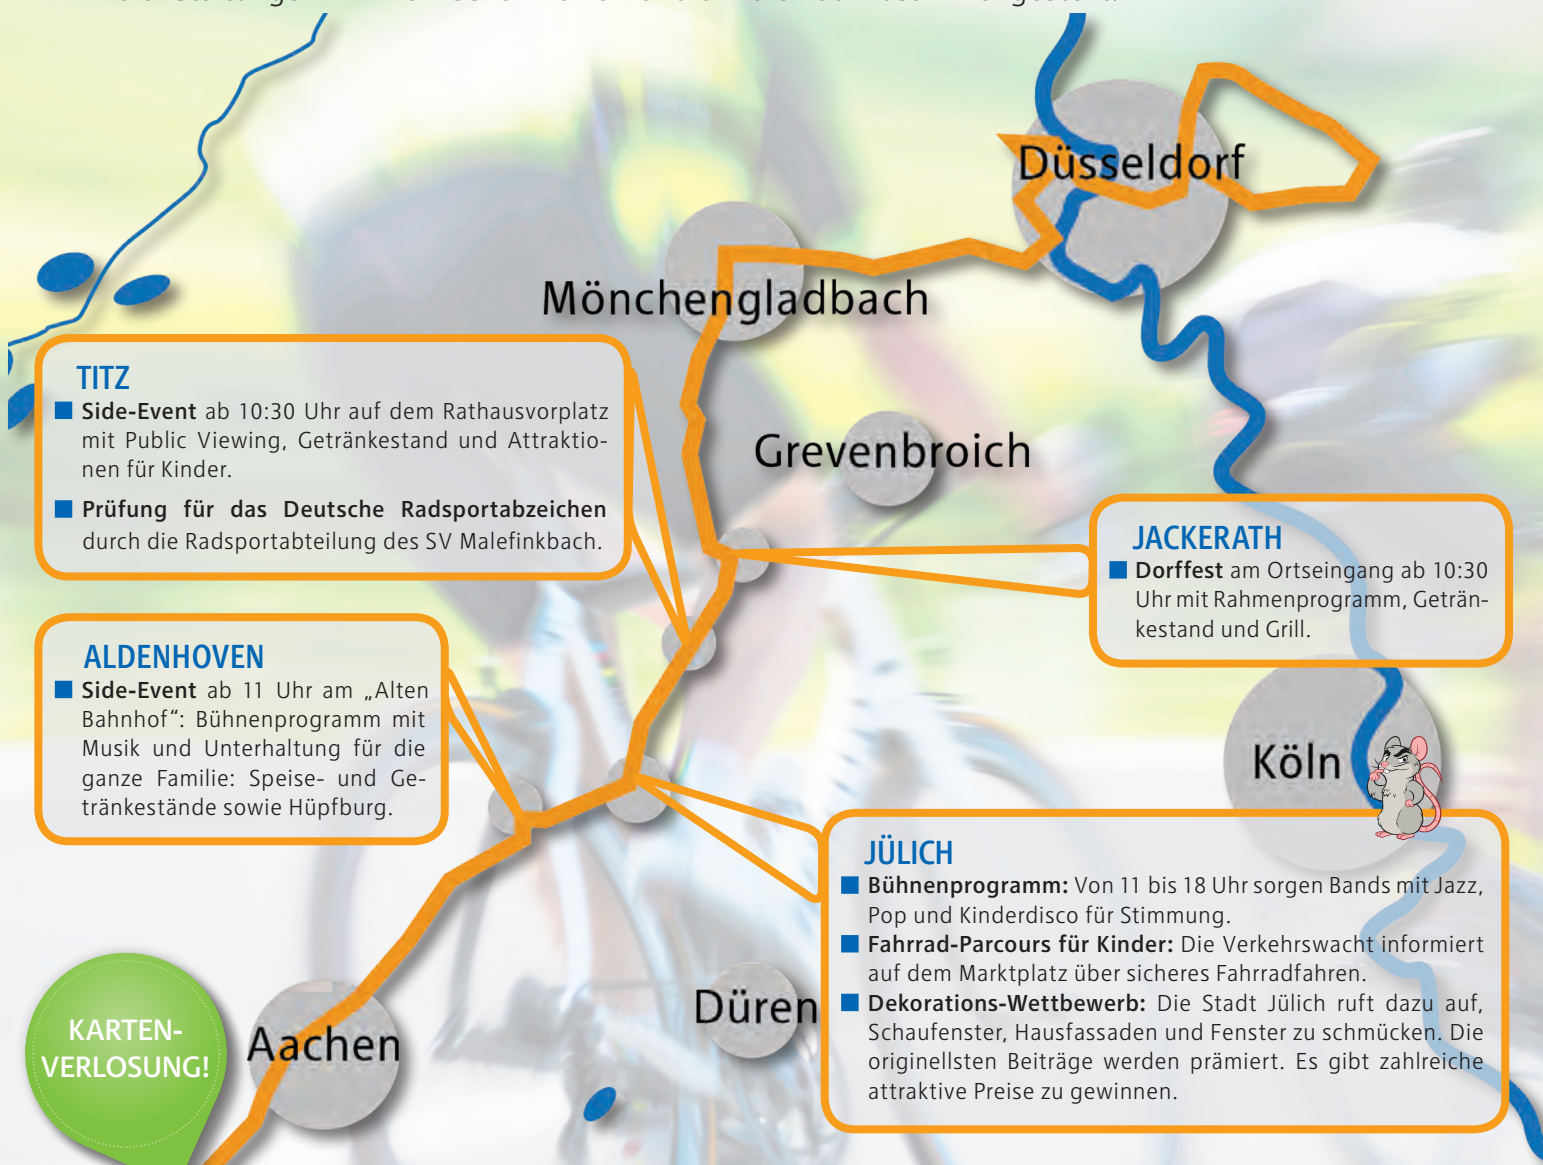 Düsseldorf
Mönchengladbach
TITZ
Side-Event ab 10:30 Uhr auf dem Rathausvorplatz
mit Public Viewing, Getränkestand und Attraktio-
nen für Kinder.
Prüfung für das Deutsche Radsportabzeichen
durch die Radsportabteilung des SV Malefinkbach.
Grevenbroich
JACKERATH
Dorffest am Ortseingang ab 10:30
Uhr mit Rahmenprogramm, Geträn-
kestand und Grill.
ALDENHOVEN
Side-Event ab 11 Uhr am „Alten
Bahnhof“: Bühnenprogramm mit
Musik und Unterhaltung für die
ganze Familie: Speise- und Ge-
tränkestände sowie Hüpfburg.
Köln
JÜLICH
Bühnenprogramm: Von 11 bis 18 Uhr sorgen Bands mit Jazz,
Pop und Kinderdisco für Stimmung.
Fahrrad-Parcours für Kinder: Die Verkehrswacht informiert
auf dem Marktplatz über sicheres Fahrradfahren.
Dekorations-Wettbewerb: Die Stadt Jülich ruft dazu auf,
Schaufenster, Hausfassaden und Fenster zu schmücken. Die
originellsten Beiträge werden prämiert. Es gibt zahlreiche
attraktive Preise zu gewinnen.
Düren
Aachen
KARTEN-
VERLOSUNG!